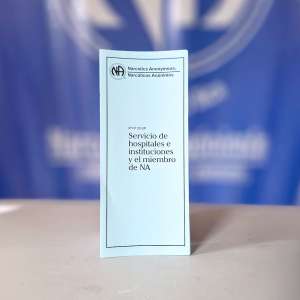 NA
Narcotics Anonymous®
Narcóticos Anónimos
Servicio de
hospitales e
instituciones
y el miembro
de NA